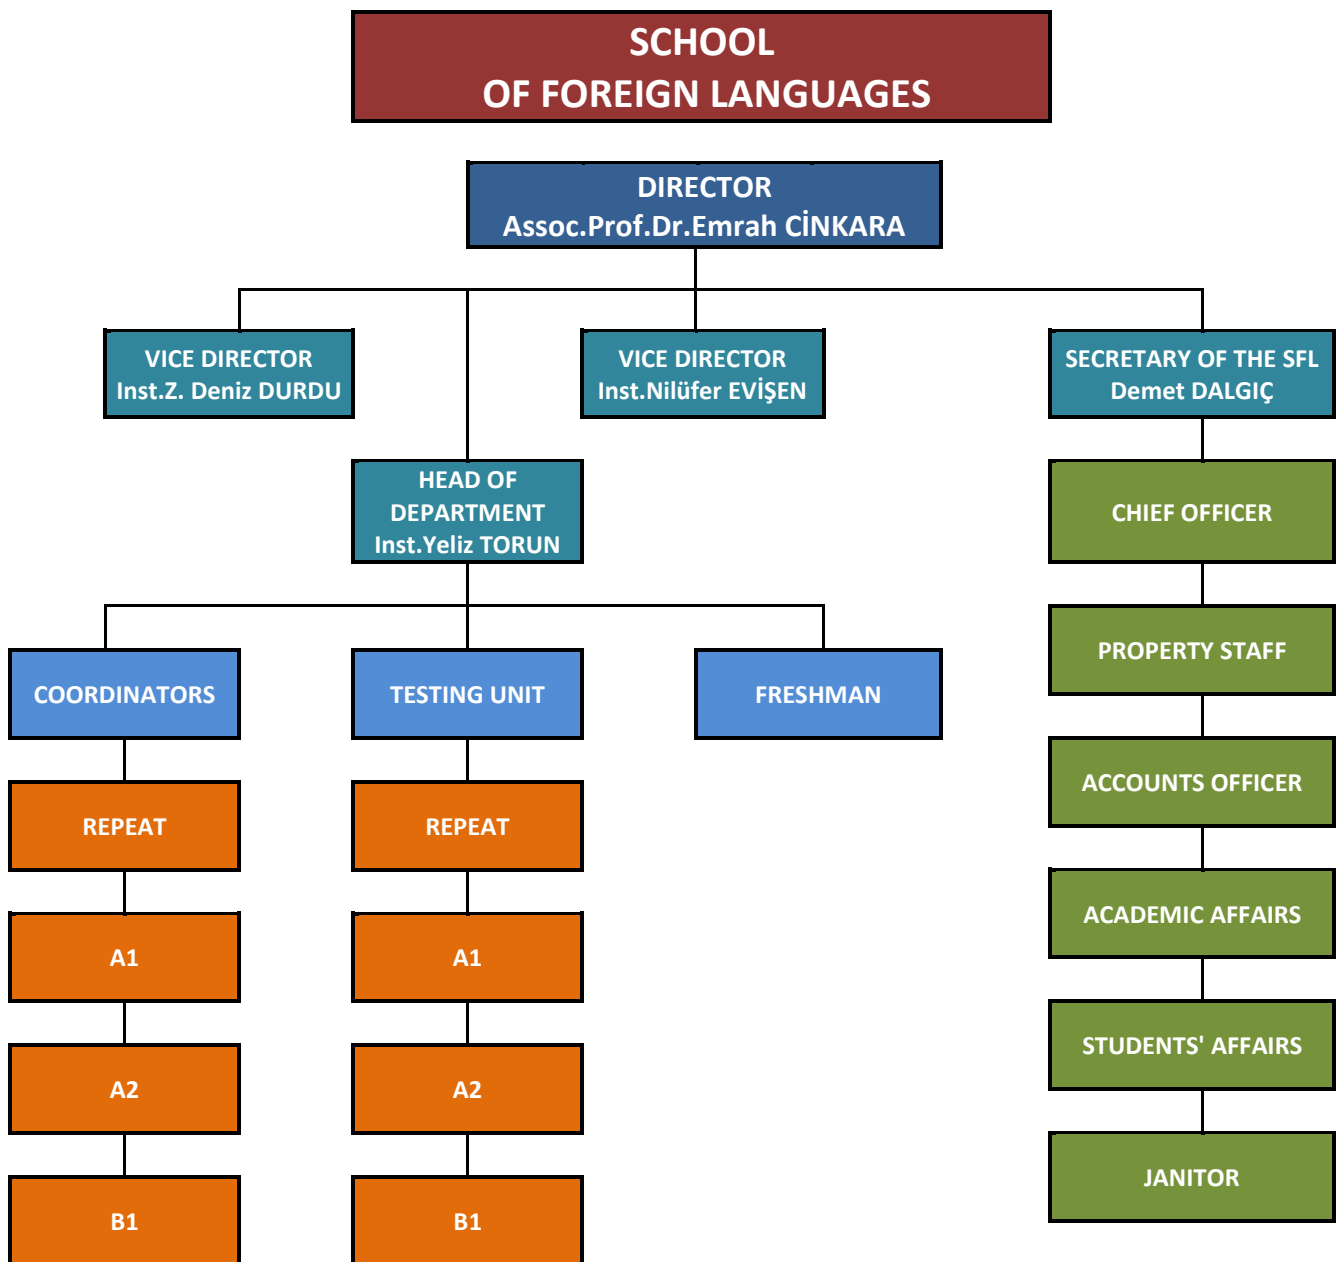 SCHOOL
OF FOREIGN LANGUAGES
DIRECTOR
Assoc.Prof.Dr.Emrah CİNKARA
VICE DIRECTOR
Inst.Z. Deniz DURDU
VICE DIRECTOR
Inst.Nilüfer EVİŞEN
SECRETARY OF THE SFL
Demet DALGIÇ
HEAD OF
DEPARTMENT
Inst.Yeliz TORUN
CHIEF OFFICER
PROPERTY STAFF
COORDINATORS
TESTING UNIT
FRESHMAN
ACCOUNTS OFFICER
REPEAT
REPEAT
ACADEMIC AFFAIRS
A1
A1
STUDENTS' AFFAIRS
A2
A2
JANITOR
B1
B1